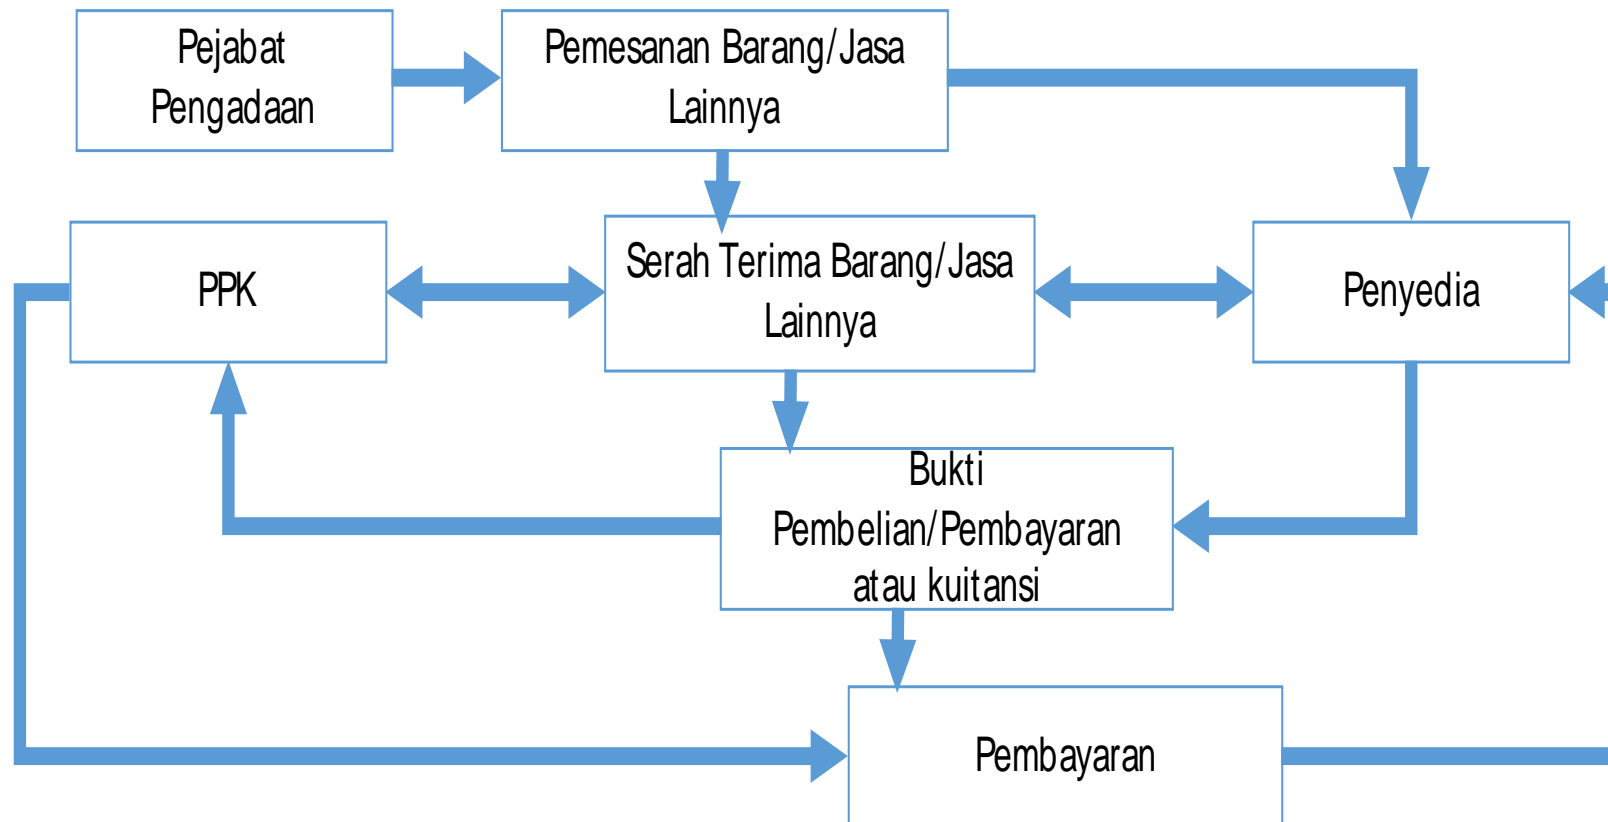 Pejabat
Pengadaan
Pemesanan Barang/Jasa
Lainnya
PPK
Serah Terima Barang/Jasa
Lainnya
Penyedia
Bukti
Pembelian/Pembayaran
atau kuitansi
Pembayaran